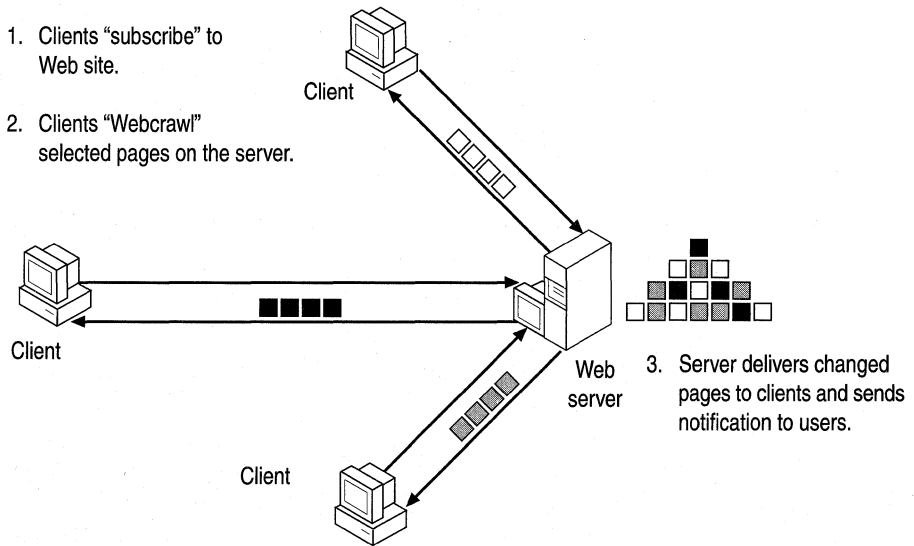 1. Clients “subscribe” to
Web site.
2. Clients “Webcrawl”
selected pages on the server.
Client
Client
Client
Web
server
3. Server delivers changed
pages to clients and sends
notification to users.